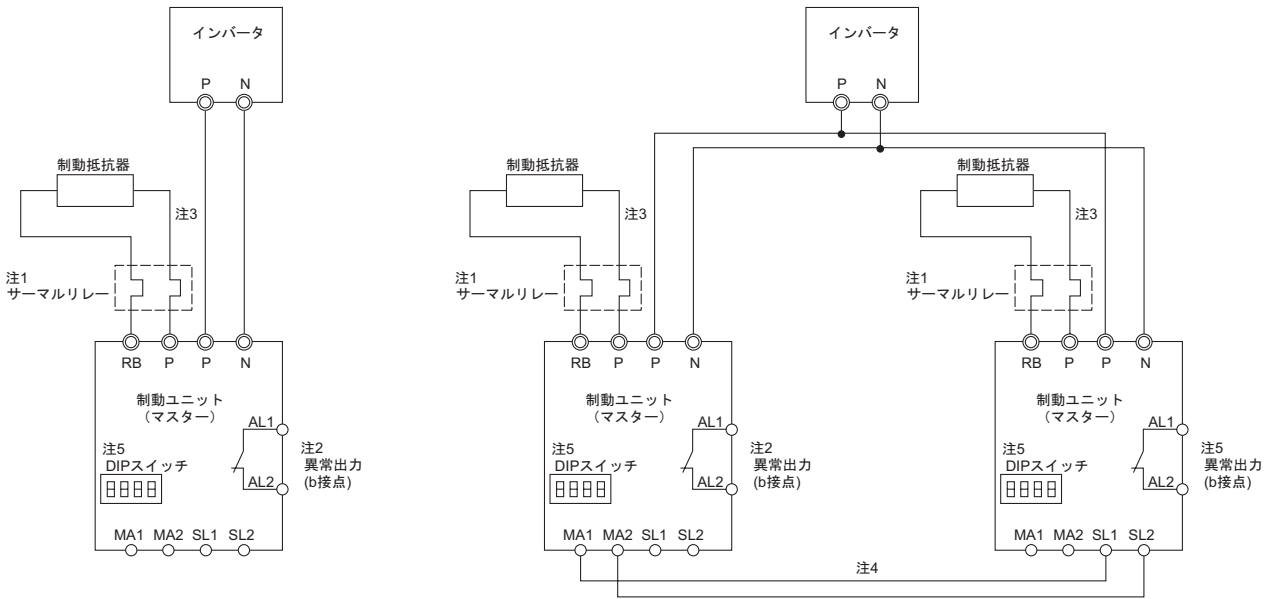 インバータ
P N
制動抵抗器
注3
注1
サーマルリレー
RB P P N
制動ユニット
（マスター）
AL1
注2
異常出力
(b接点)
AL2
注5
DIPスイッチ
MA1 MA2 SL1 SL2
インバータ
P N
制動抵抗器
注3
注1
サーマルリレー
RB P P N
制動ユニット
（マスター）
AL1
注2
異常出力
(b接点)
AL2
注5
DIPスイッチ
MA1 MA2 SL1 SL2
制動抵抗器
注3
注1
サーマルリレー
RB P P N
制動ユニット
（マスター）
AL1
注5
異常出力
(b接点)
AL2
注5
DIPスイッチ
MA1 MA2 SL1 SL2
注4